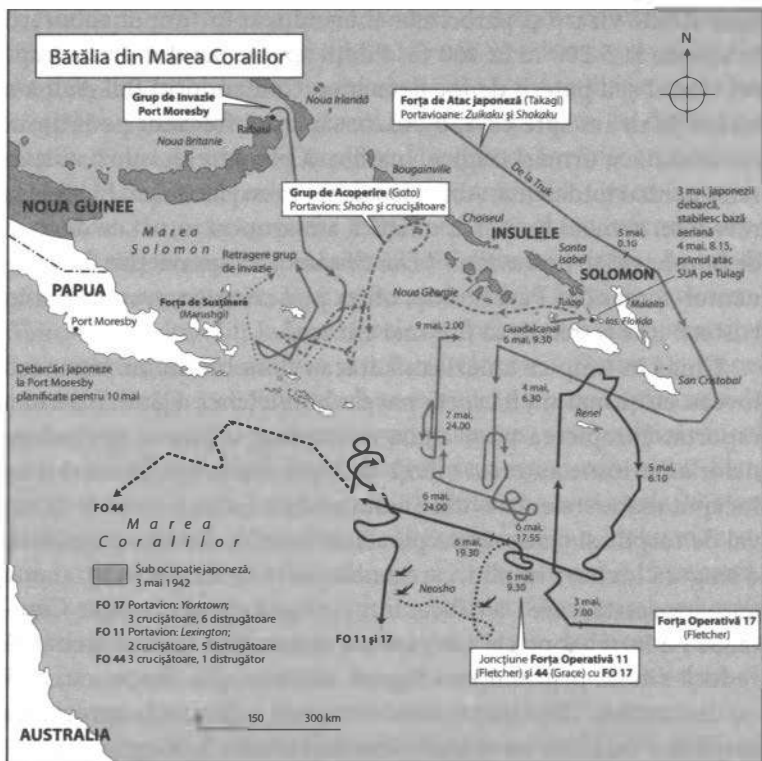 Bătălia din Marea Coralilor
N
Grup de Invazie
Port Moresby
Noua Irlandă
Rabaul
Noua Britanie
Forța de Atac japoneză (Takagi)
Portavioane: Zuikaku și Shokaku
De la Truk
Bougainville
Grup de Acoperire (Goto)
Portavion: Shoho și crucișătoare
Choiseul
3 mai, japonezii
debarcă,
stabilesc bază
aeriană
4 mai, 8.15,
primul atac
SUA pe Tulagi
NOUA GUINEE
Marea
Solomon
INSULELE
SOLOMON
Santa
Isabel
5 mai,
0.10
Retragere grup
de invazie
PAPUA
Forța de Susținere
(Marushgi)
Noua Georgie
Tulagi
Malaita
Ins. Florida
Port Moresby
9 mai, 2.00
Guadalcanal
6 mai, 9.30
San Cristobal
Debarcări japoneze
la Port Moresby
planificate pentru 10 mai
4 mai,
6.30
Renel
7 mai,
24.00
5 mai,
6.10
FO 44
Marea
Coralilor
6 mai,
24.00
6 mai,
17.55
6 mai,
19.30
6 mai,
9.30
Sub ocupație japoneză,
3 mai 1942
Neosho
3 mai,
7.00
FO 17 Portavion: Yorktown;
3 crucișătoare, 6 distrugătoare
FO 11 Portavion: Lexington;
2 crucișătoare, 5 distrugătoare
FO 44 3 crucișătoare, 1 distrugător
FO 11 și 17
Forța Operativă 17
(Fletcher)
Joncțiune Forța Operativă 11
(Fletcher) și 44 (Grace) cu FO 17
150 300 km
AUSTRALIA